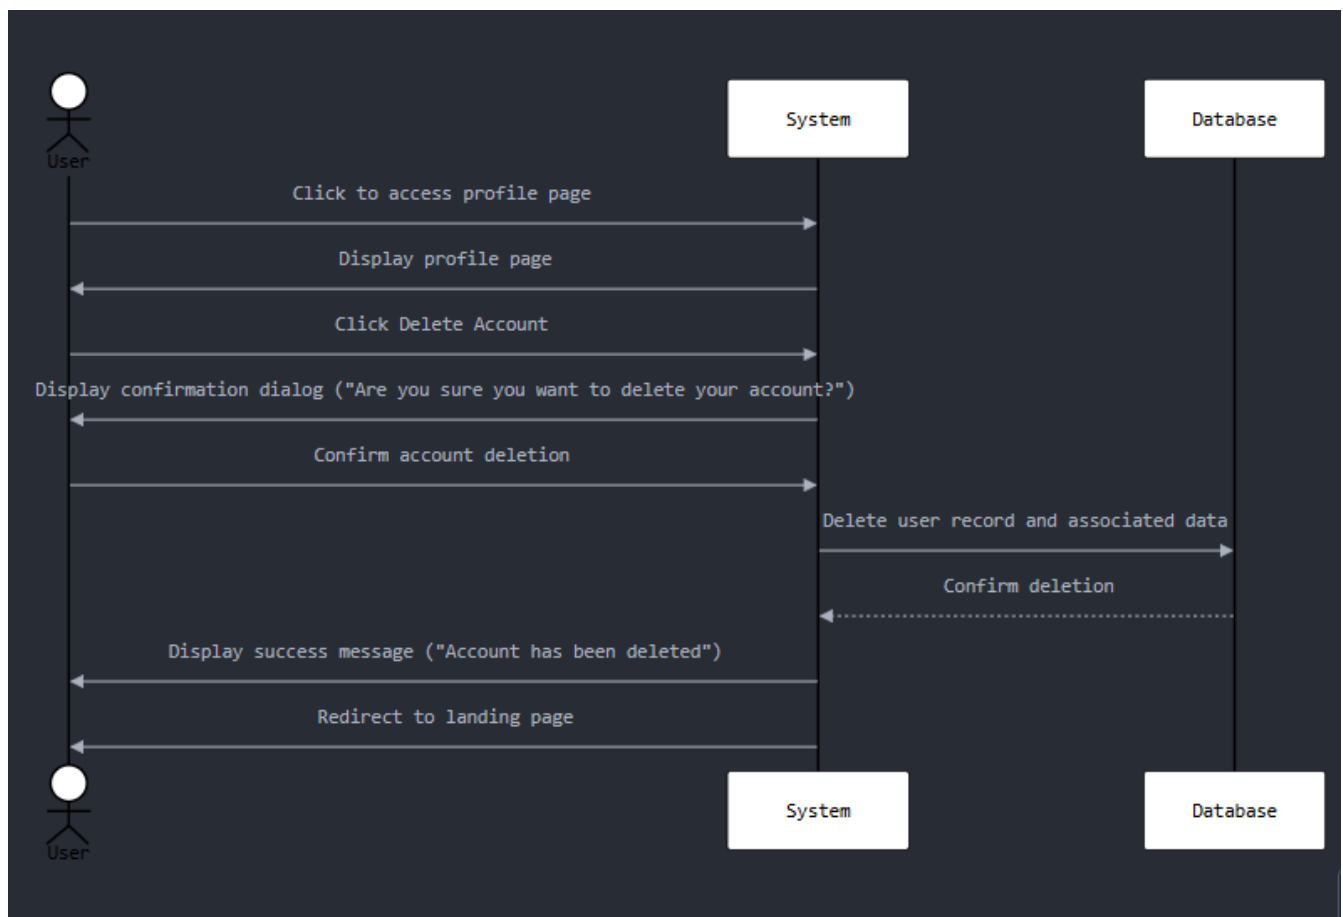 User
System
Database
Click to access profile page
Display profile page
Click Delete Account
Display confirmation dialog ("Are you sure you want to delete your account?")
Confirm account deletion
Delete user record and associated data
Confirm deletion
Display success message ("Account has been deleted")
Redirect to landing page
User
System
Database